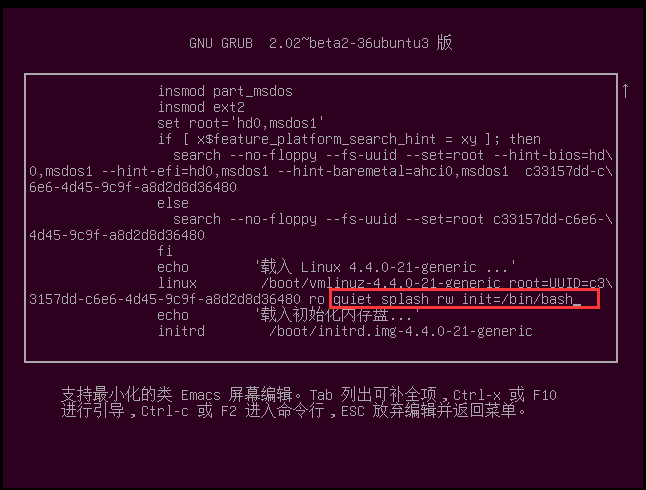 GNU GRUB  2.02~beta2-36ubuntu3 版
insmod part_msdos
insmod ext2
set root='hd0,msdos1'
if [ x$feature_platform_search_hint = xy ]; then
search --no-floppy --fs-uuid --set=root --hint-bios=hd\
0,msdos1 --hint-efi=hd0,msdos1 --hint-baremetal=ahci0,msdos1  c33157dd-c\
6e6-4d45-9c9f-a8d2d8d36480
else
search --no-floppy --fs-uuid --set=root c33157dd-c6e6-\
4d45-9c9f-a8d2d8d36480
fi
echo        '载入 Linux 4.4.0-21-generic ...'
linux        /boot/vmlinuz-4.4.0-21-generic root=UUID=c3\
3157dd-c6e6-4d45-9c9f-a8d2d8d36480 ro quiet splash rw init=/bin/bash_
echo        '载入初始化内存盘...'
initrd        /boot/initrd.img-4.4.0-21-generic
支持最小化的类 Emacs 屏幕编辑。Tab 列出可补全项，Ctrl-x 或 F10
进行引导，Ctrl-c 或 F2 进入命令行，ESC 放弃编辑并返回菜单。